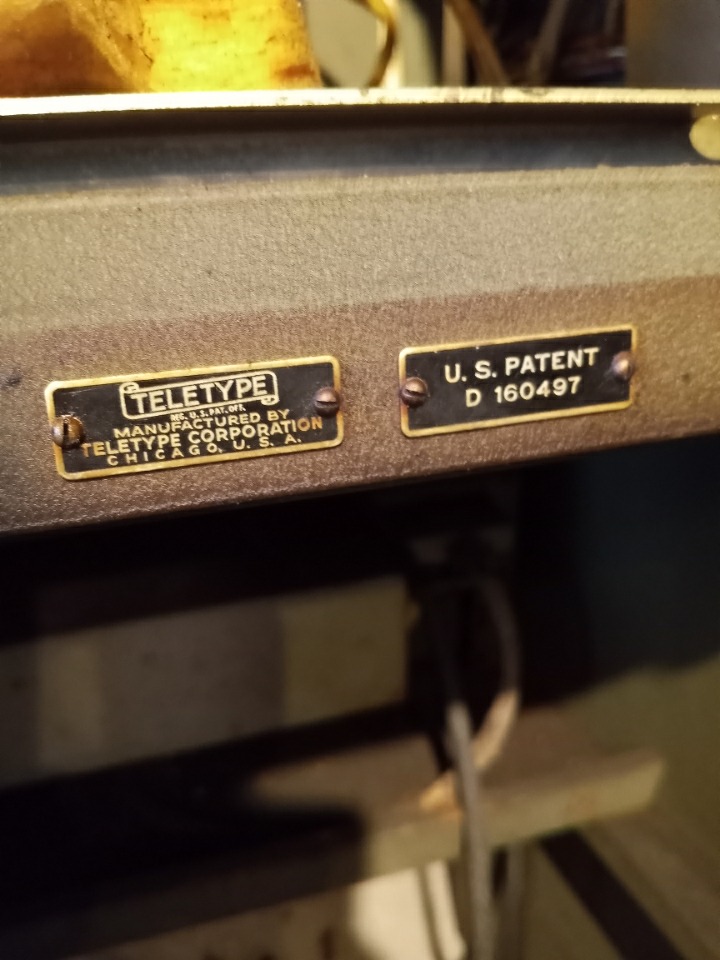 TELETYPE
REG. U.S. PAT. OFF.
MANUFACTURED BY
TELETYPE CORPORATION
CHICAGO, U. S. A.
U. S. PATENT
D 160497